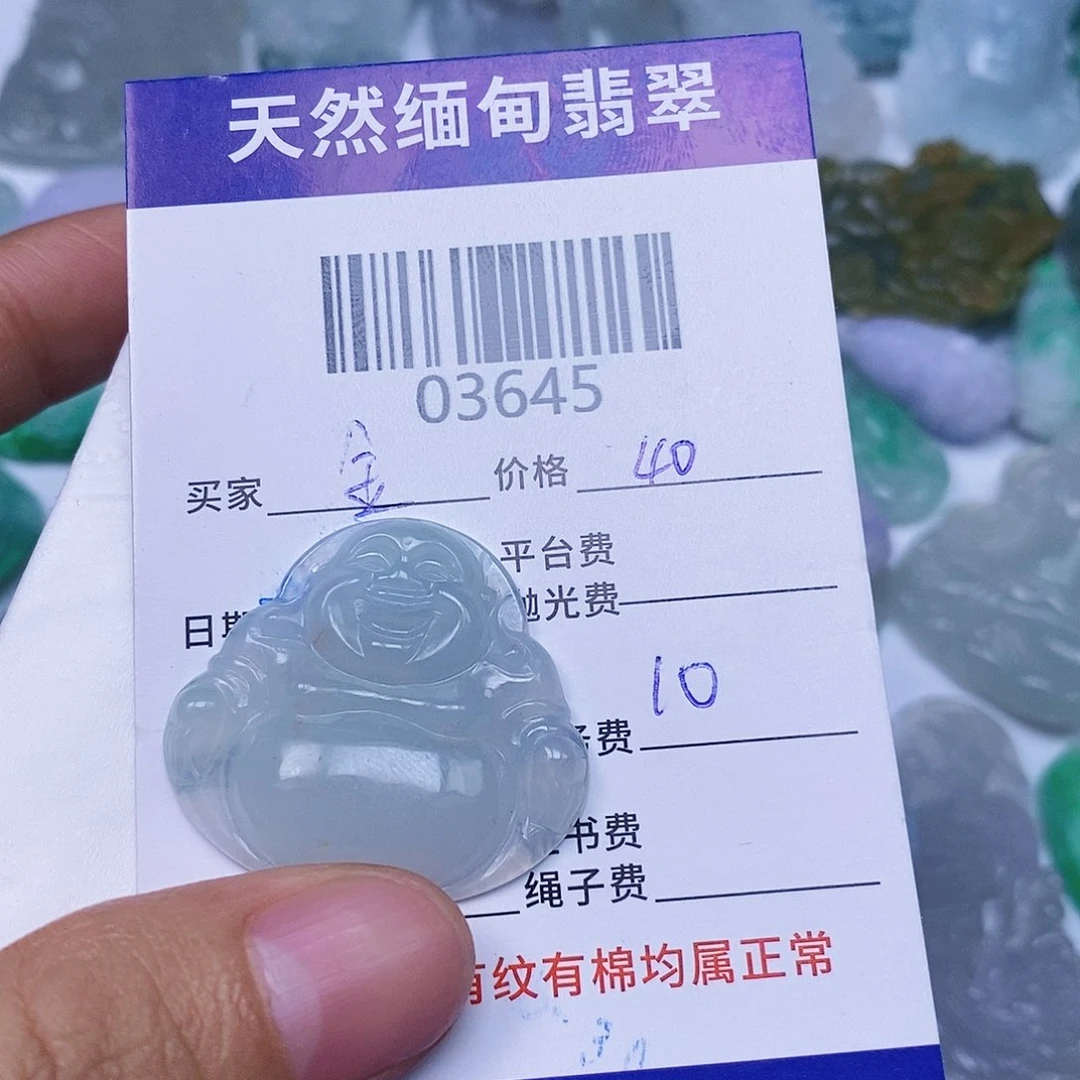 天然缅甸翡翠
03645
买家 金 价格 40
平台费
日期 抛光费
10
费
书费
绳子费
有纹有棉均属正常